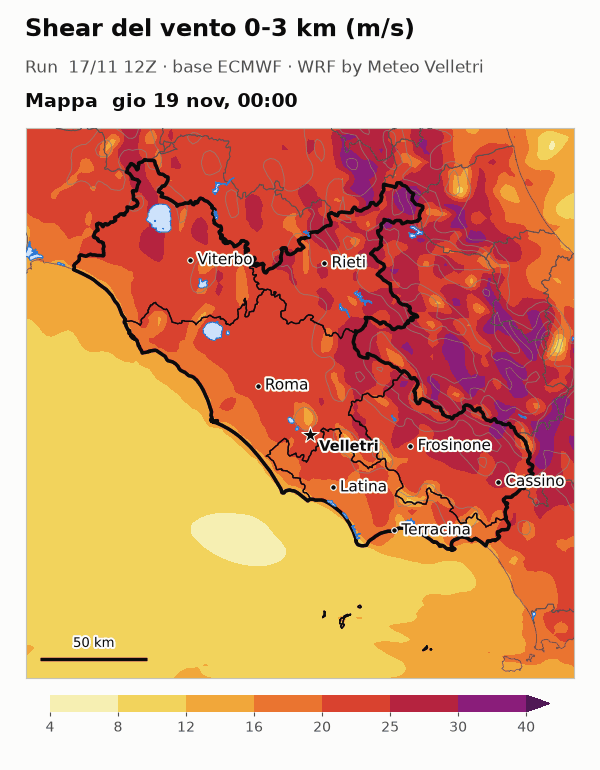 Shear del vento 0-3 km (m/s)
Run  17/11 12Z · base ECMWF · WRF by Meteo Velletri
Mappa  gio 19 nov, 00:00
Viterbo
Rieti
Roma
Velletri
Frosinone
Latina
Cassino
Terracina
50 km
4 8 12 16 20 25 30 40